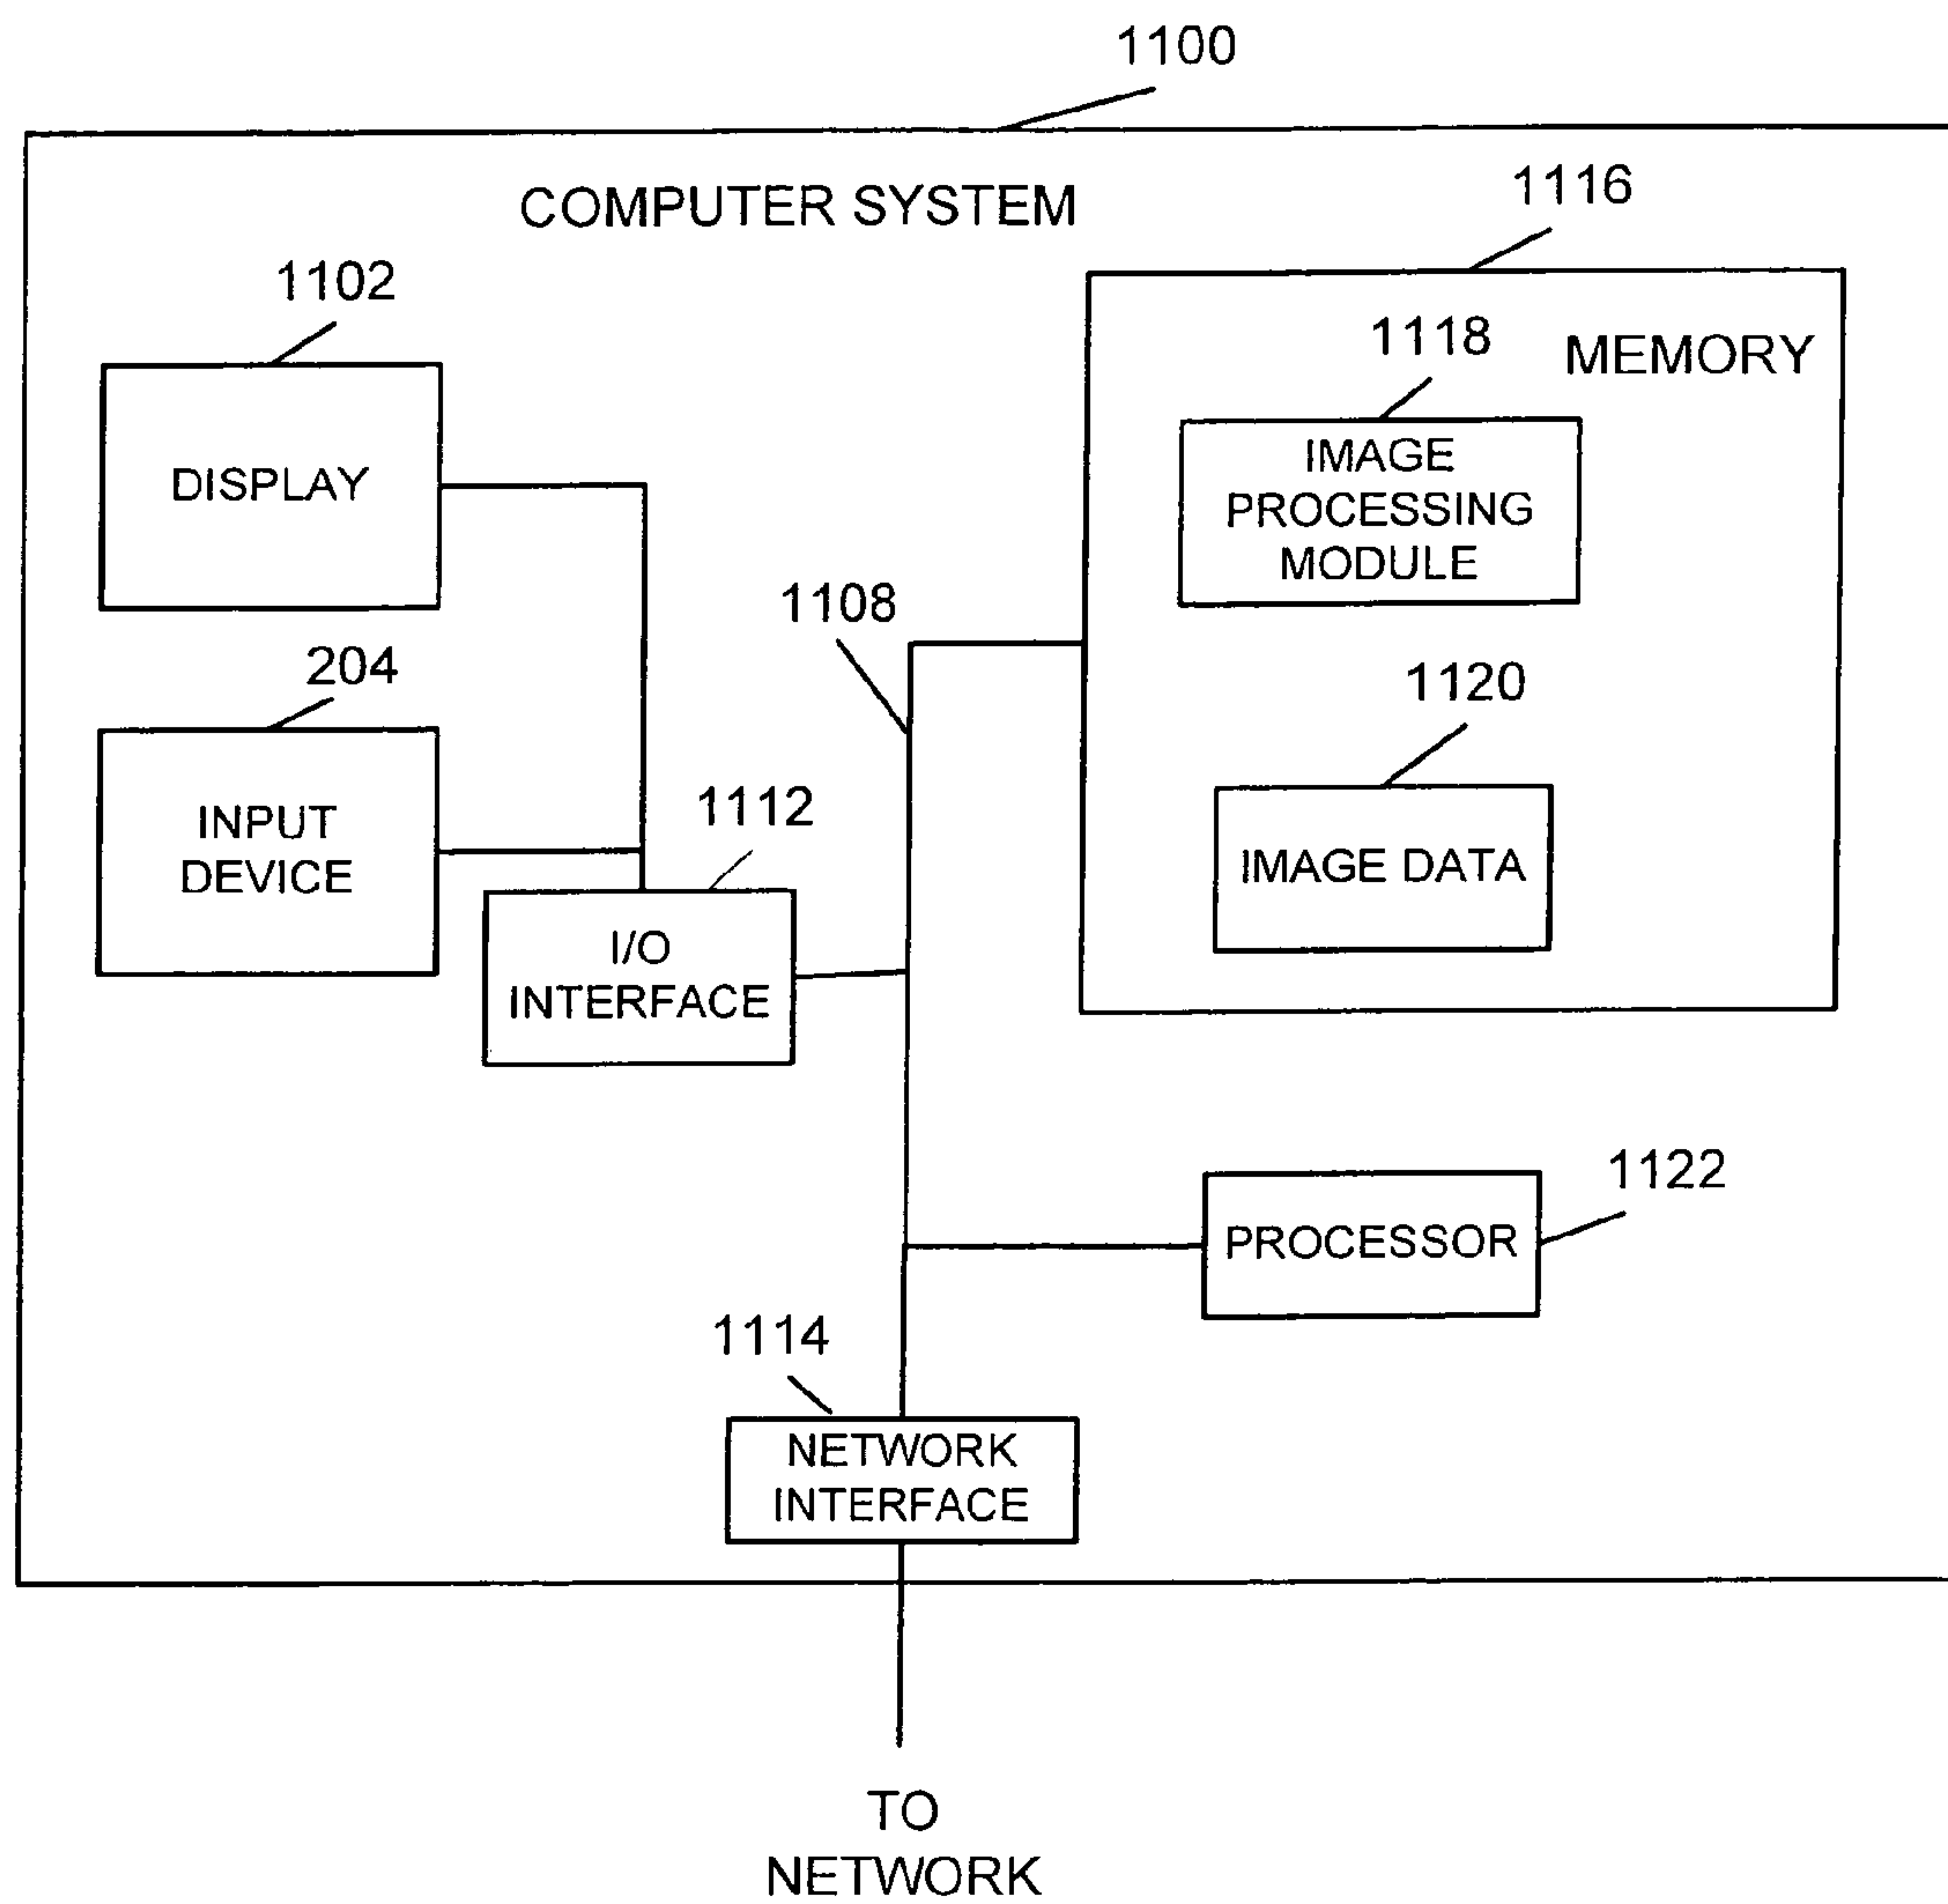 1100
COMPUTER SYSTEM
1116
1102
1118
MEMORY
DISPLAY
IMAGE
PROCESSING
MODULE
1108
204
1120
INPUT
DEVICE
1112
IMAGE DATA
I/O
INTERFACE
1122
PROCESSOR
1114
NETWORK
INTERFACE
TO
NETWORK